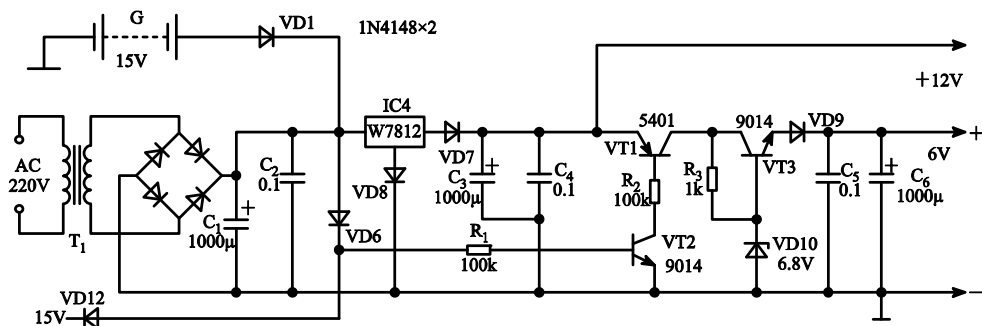 G
VD1
1N4148×2
15V
+12V
IC4
W7812
5401
9014
VD9
+
6V
AC
220V
T₁
C₂
0.1
C₁
+
1000μ
VD8
VD6
VD7
C₃
+
1000μ
C₄
0.1
VT1
R₂
100k
R₃
1k
VT3
C₅
0.1
+
C₆
1000μ
R₁
100k
VT2
9014
VD10
6.8V
VD12
15V
−